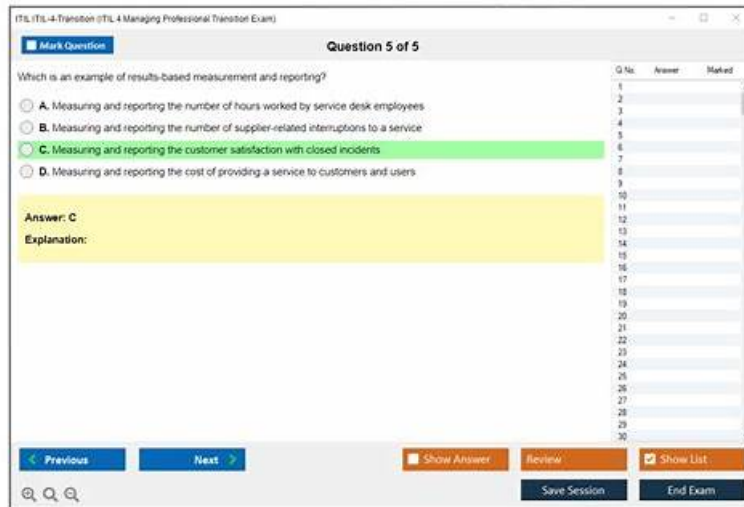 ITIL ITIL-4-Transition (ITIL 4 Managing Professional Transition Exam)
Mark Question
Question 5 of 5
Which is an example of results-based measurement and reporting?
A. Measuring and reporting the number of hours worked by service desk employees
B. Measuring and reporting the number of supplier-related interruptions to a service
C. Measuring and reporting the customer satisfaction with closed incidents
D. Measuring and reporting the cost of providing a service to customers and users
Answer: C
Explanation:
Q No. Answer Marked
1
2
3
4
5
6
7
8
9
10
11
12
13
14
15
16
17
18
19
20
21
22
23
24
25
26
27
28
29
30
Previous Next Show Answer Review Show List
Save Session End Exam